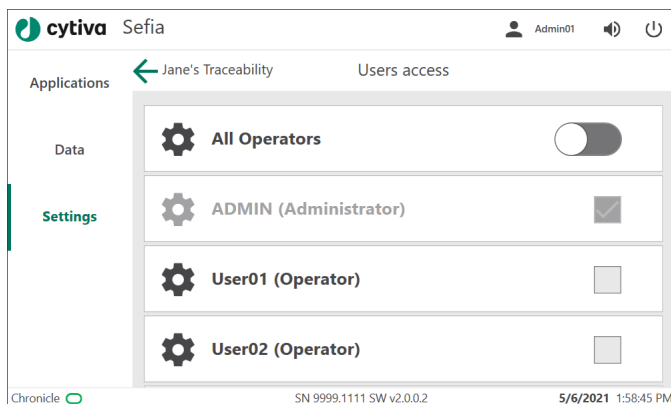 cytiva Sefia Admin01
Applications
Data
Settings
Jane's Traceability Users access
All Operators
ADMIN (Administrator)
User01 (Operator)
User02 (Operator)
Chronicle SN 9999.1111 SW v2.0.0.2 5/6/2021 1:58:45 PM